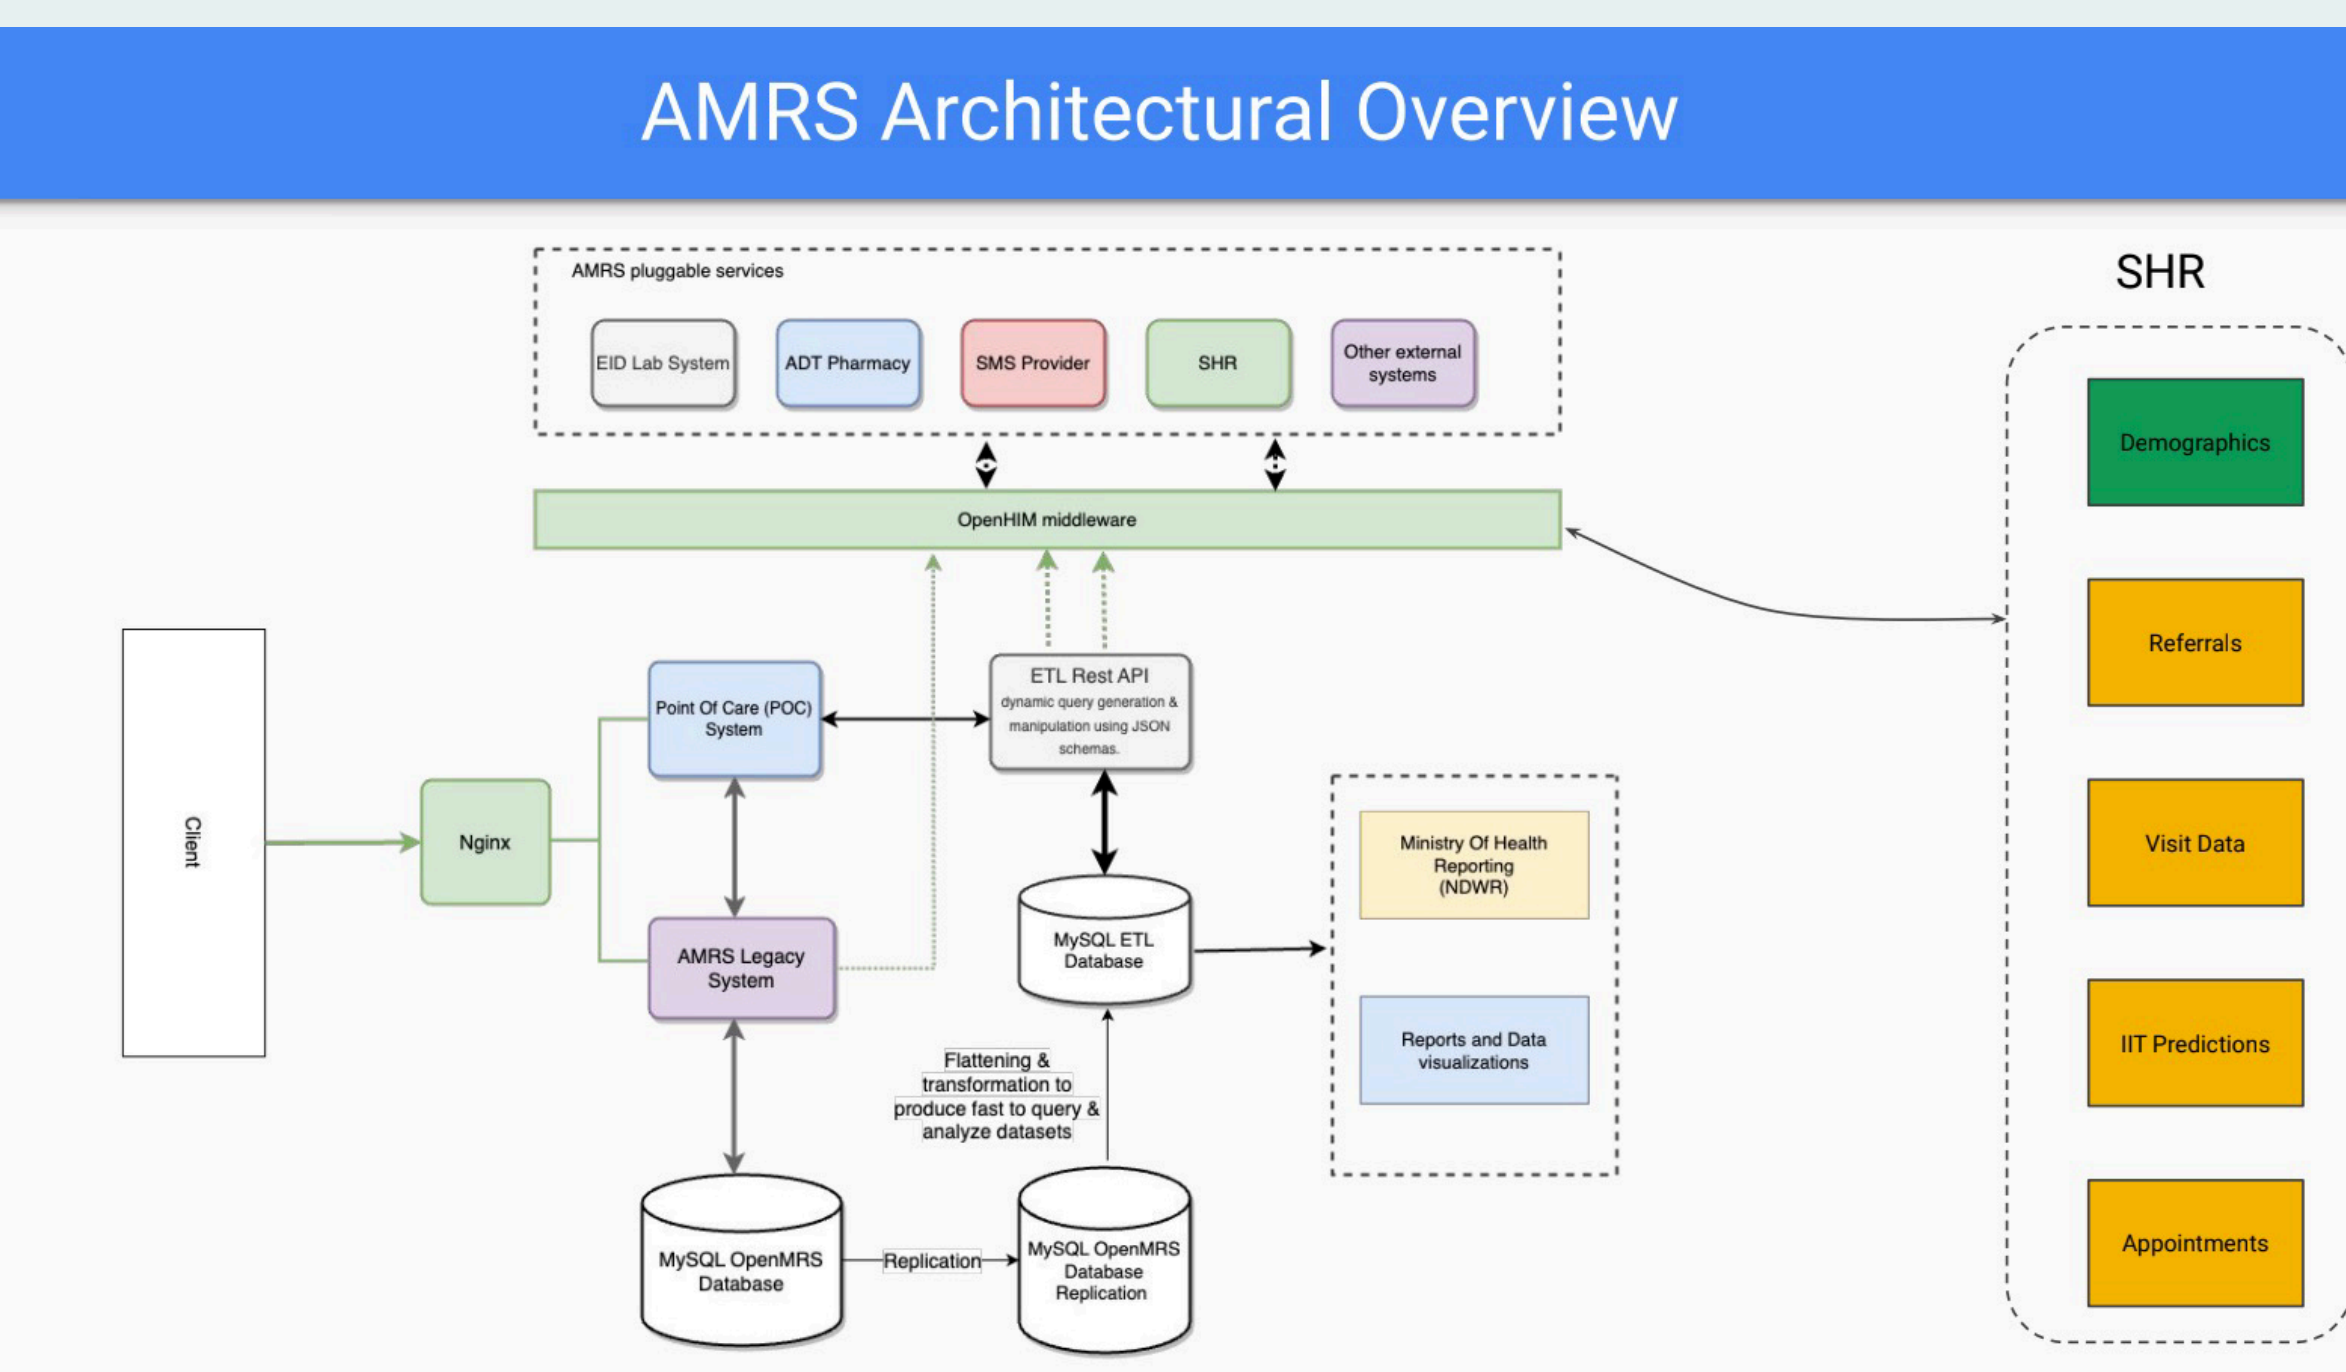 AMRS Architectural Overview
AMRS pluggable services
EID Lab System
ADT Pharmacy
SMS Provider
SHR
Other external
systems
OpenHIM middleware
Client
Nginx
Point Of Care (POC)
System
ETL Rest API
dynamic query generation &
manipulation using JSON
schemas.
AMRS Legacy
System
MySQL ETL
Database
Ministry Of Health
Reporting
(NDWR)
Reports and Data
visualizations
Flattening &
transformation to
produce fast to query &
analyze datasets
MySQL OpenMRS
Database
Replication
MySQL OpenMRS
Database
Replication
SHR
Demographics
Referrals
Visit Data
IIT Predictions
Appointments